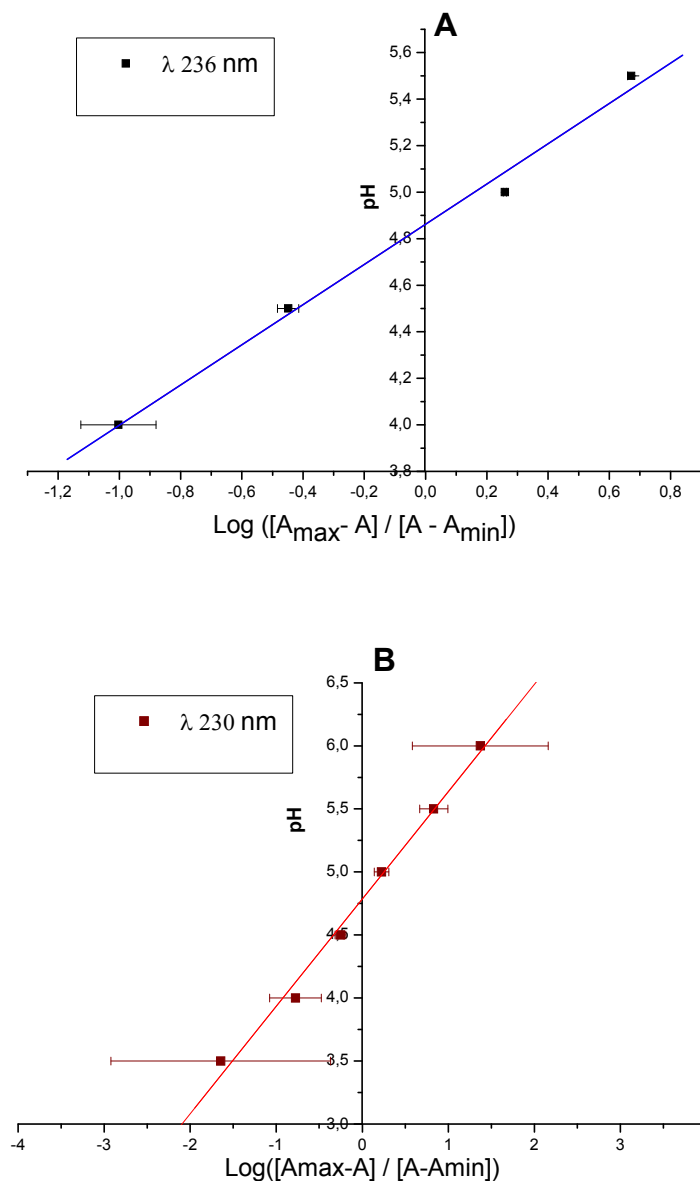 A
λ 236 nm
pH
5,6
5,4
5,2
5,0
4,8
4,6
4,4
4,2
4,0
3,8
-1,2 -1,0 -0,8 -0,6 -0,4 -0,2 0,0 0,2 0,4 0,6 0,8
Log ([Amax- A] / [A - Amin])
B
λ 230 nm
pH
6,5
6,0
5,5
5,0
4,5
4,0
3,5
3,0
-4 -3 -2 -1 0 1 2 3
Log([Amax-A] / [A-Amin])